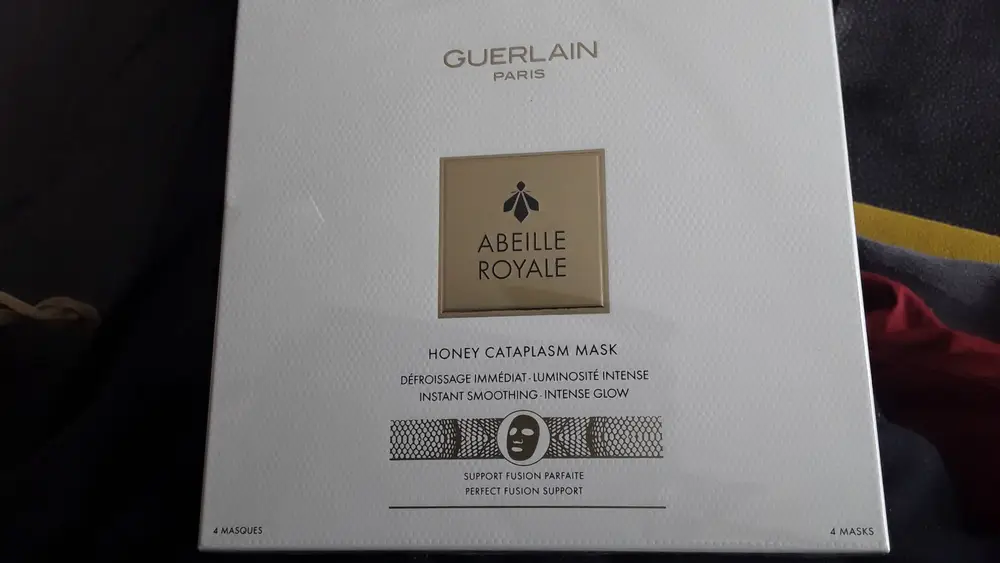 GUERLAIN
PARIS
ABEILLE
ROYALE
HONEY CATAPLASM MASK
DÉFROISSAGE IMMÉDIAT · LUMINOSITÉ INTENSE
INSTANT SMOOTHING · INTENSE GLOW
SUPPORT FUSION PARFAITE
PERFECT FUSION SUPPORT
4 MASQUES
4 MASKS